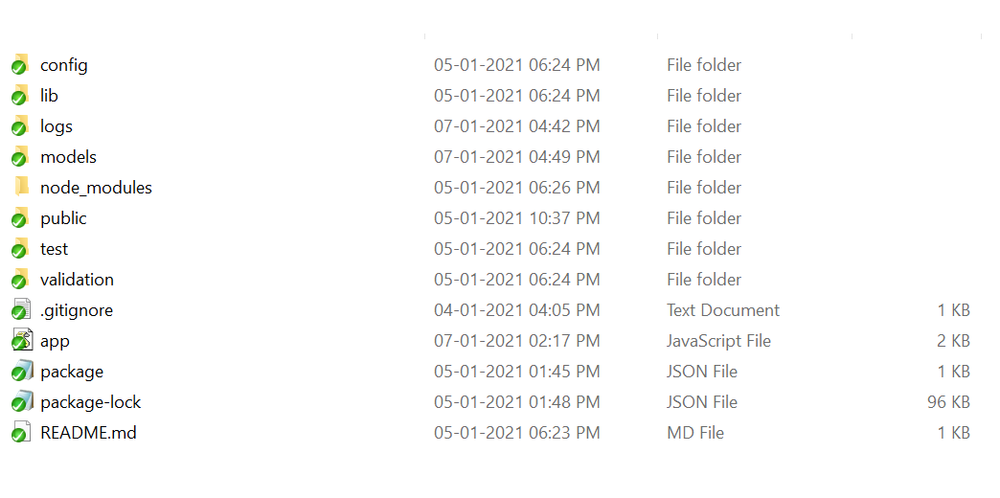 config 05-01-2021 06:24 PM File folder
lib 05-01-2021 06:24 PM File folder
logs 07-01-2021 04:42 PM File folder
models 07-01-2021 04:49 PM File folder
node_modules 05-01-2021 06:26 PM File folder
public 05-01-2021 10:37 PM File folder
test 05-01-2021 06:24 PM File folder
validation 05-01-2021 06:24 PM File folder
.gitignore 04-01-2021 04:05 PM Text Document 1 KB
app 07-01-2021 02:17 PM JavaScript File 2 KB
package 05-01-2021 01:45 PM JSON File 1 KB
package-lock 05-01-2021 01:48 PM JSON File 96 KB
README.md 05-01-2021 06:23 PM MD File 1 KB